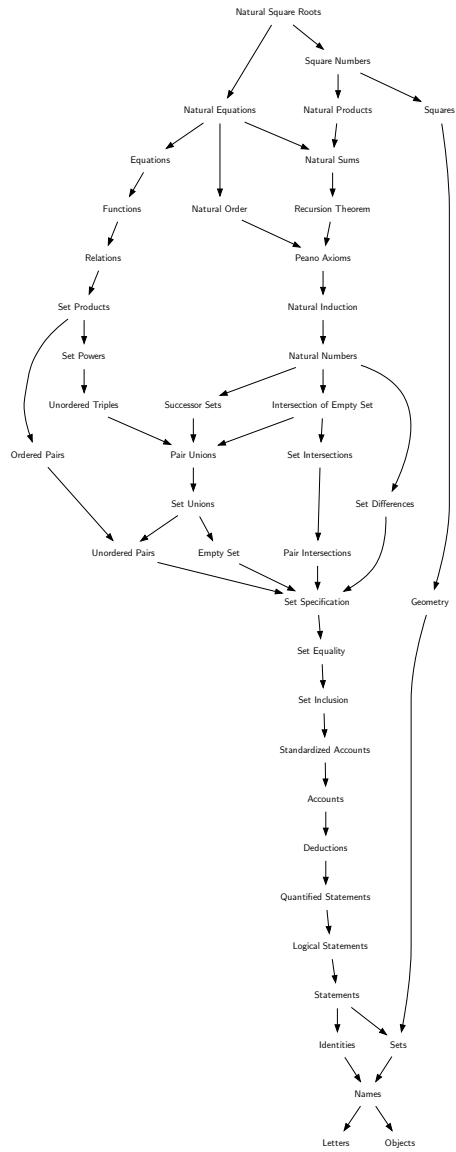 Natural Square Roots
Square Numbers
Natural Equations
Natural Products
Squares
Equations
Natural Sums
Functions
Natural Order
Recursion Theorem
Relations
Peano Axioms
Set Products
Natural Induction
Set Powers
Natural Numbers
Unordered Triples
Successor Sets
Intersection of Empty Set
Ordered Pairs
Pair Unions
Set Intersections
Set Unions
Set Differences
Unordered Pairs
Empty Set
Pair Intersections
Set Specification
Geometry
Set Equality
Set Inclusion
Standardized Accounts
Accounts
Deductions
Quantified Statements
Logical Statements
Statements
Identities
Sets
Names
Letters
Objects